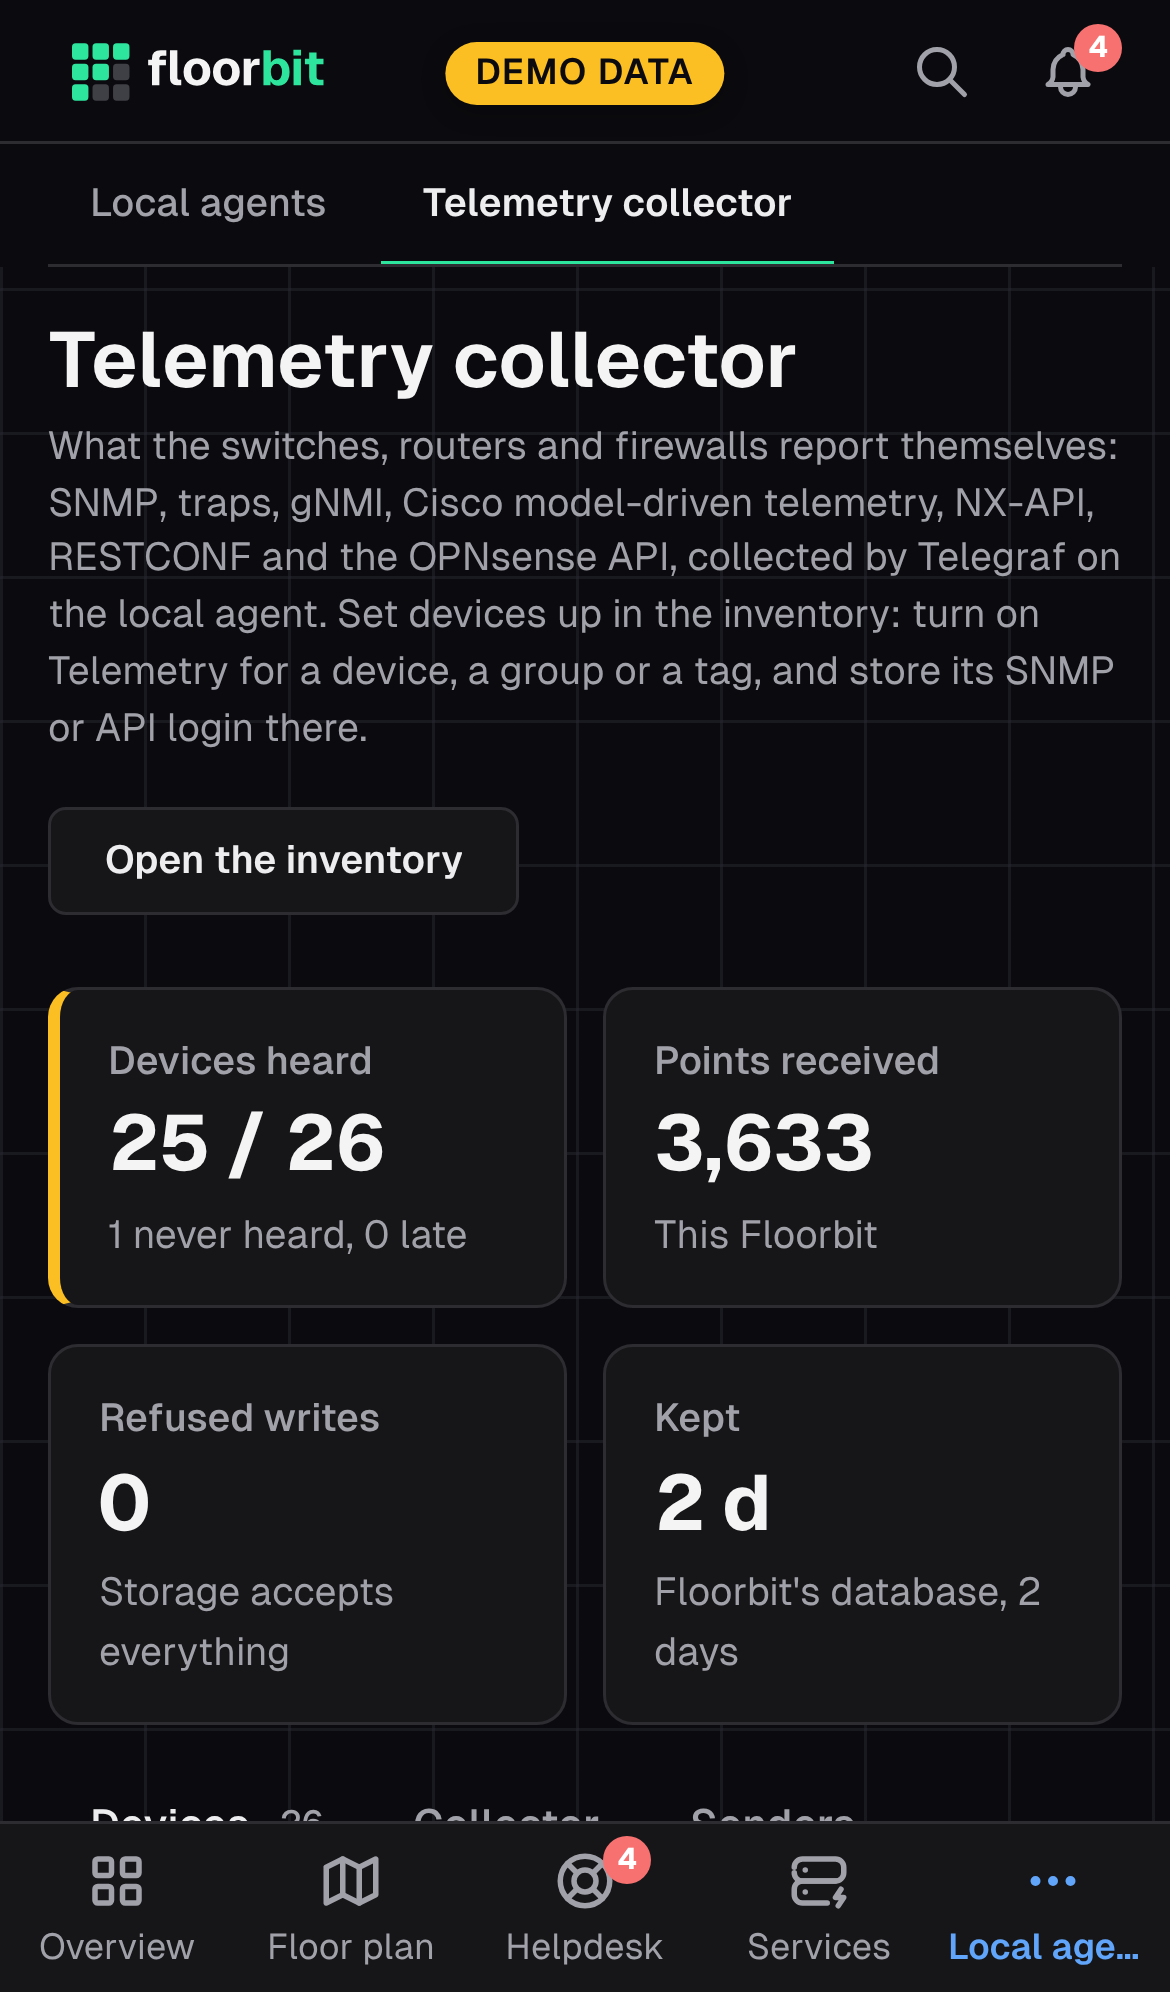 floorbit
DEMO DATA
4
Local agents
Telemetry collector
Telemetry collector
What the switches, routers and firewalls report themselves:
SNMP, traps, gNMI, Cisco model-driven telemetry, NX-API,
RESTCONF and the OPNsense API, collected by Telegraf on
the local agent. Set devices up in the inventory: turn on
Telemetry for a device, a group or a tag, and store its SNMP
or API login there.
Open the inventory
Devices heard
25 / 26
1 never heard, 0 late
Points received
3,633
This Floorbit
Refused writes
0
Storage accepts
everything
Kept
2 d
Floorbit's database, 2
days
Devices 26
Collector
Senders
Overview
Floor plan
4
Helpdesk
Services
Local age...